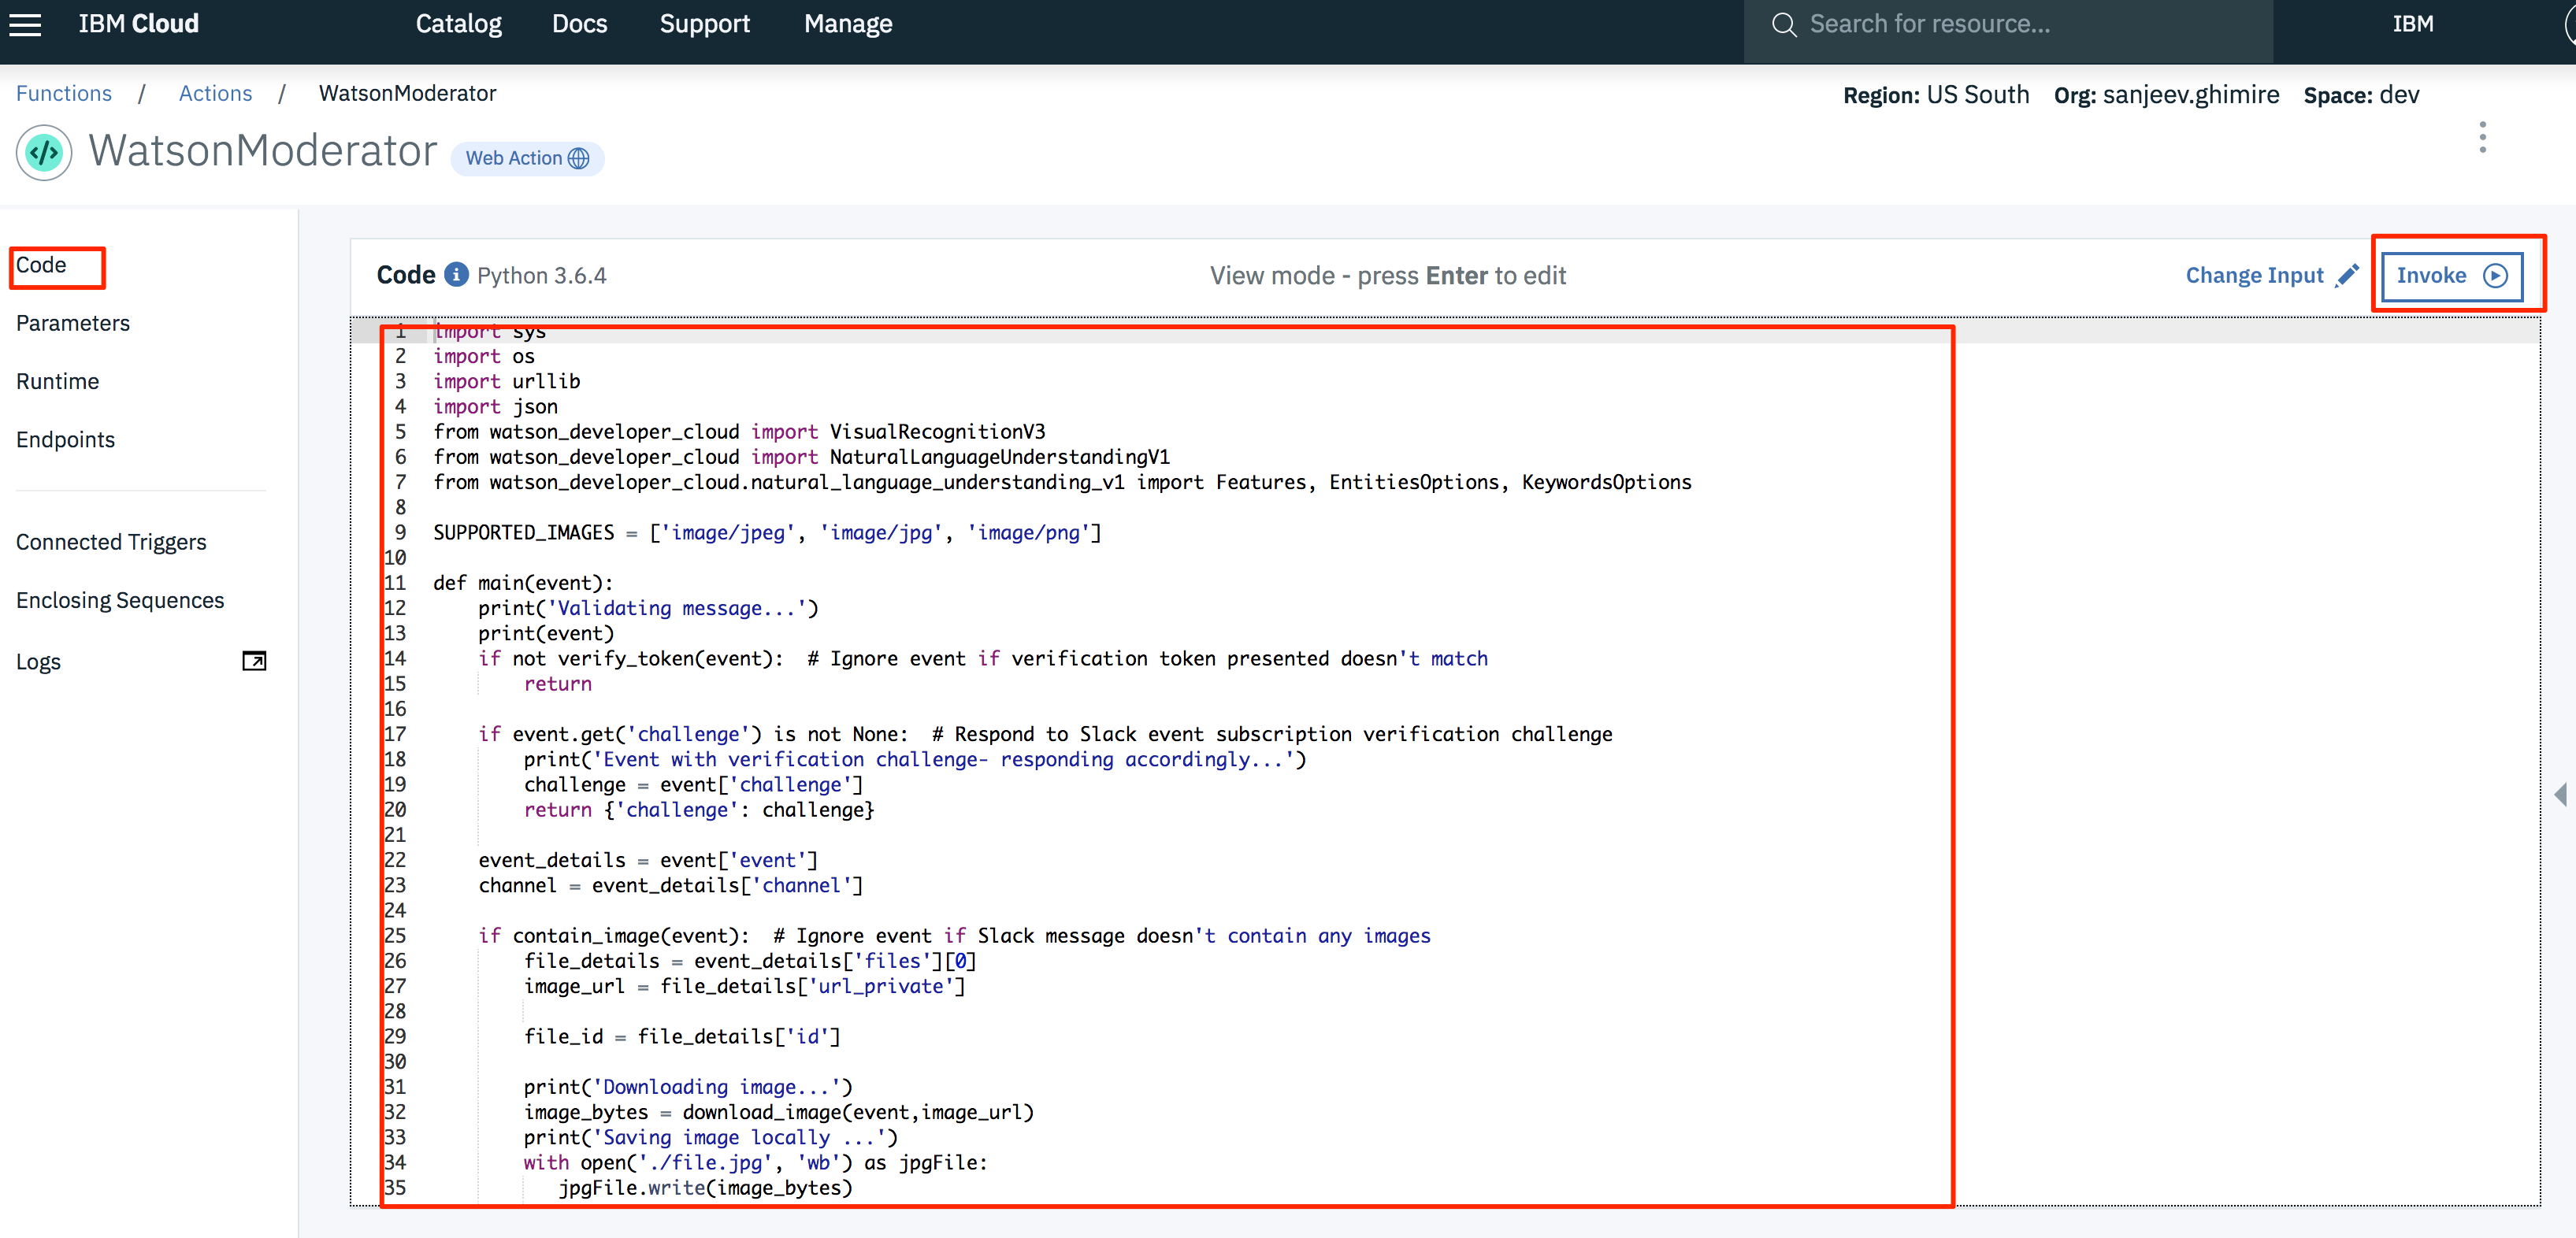 IBM Cloud Catalog Docs Support Manage Search for resource... IBM
Functions / Actions / WatsonModerator Region: US South Org: sanjeev.ghimire Space: dev
WatsonModerator Web Action
Code
Parameters
Runtime
Endpoints
Connected Triggers
Enclosing Sequences
Logs
Code Python 3.6.4 View mode - press Enter to edit Change Input Invoke
1 import sys
2 import os
3 import urllib
4 import json
5 from watson_developer_cloud import VisualRecognitionV3
6 from watson_developer_cloud import NaturalLanguageUnderstandingV1
7 from watson_developer_cloud.natural_language_understanding_v1 import Features, EntitiesOptions, KeywordsOptions
8
9 SUPPORTED_IMAGES = ['image/jpeg', 'image/jpg', 'image/png']
10
11 def main(event):
12     print('Validating message...')
13     print(event)
14     if not verify_token(event):  # Ignore event if verification token presented doesn't match
15         return
16
17     if event.get('challenge') is not None:  # Respond to Slack event subscription verification challenge
18         print('Event with verification challenge- responding accordingly...')
19         challenge = event['challenge']
20         return {'challenge': challenge}
21
22     event_details = event['event']
23     channel = event_details['channel']
24
25     if contain_image(event):  # Ignore event if Slack message doesn't contain any images
26         file_details = event_details['files'][0]
27         image_url = file_details['url_private']
28
29         file_id = file_details['id']
30
31         print('Downloading image...')
32         image_bytes = download_image(event,image_url)
33         print('Saving image locally ...')
34         with open('./file.jpg', 'wb') as jpgFile:
35            jpgFile.write(image_bytes)